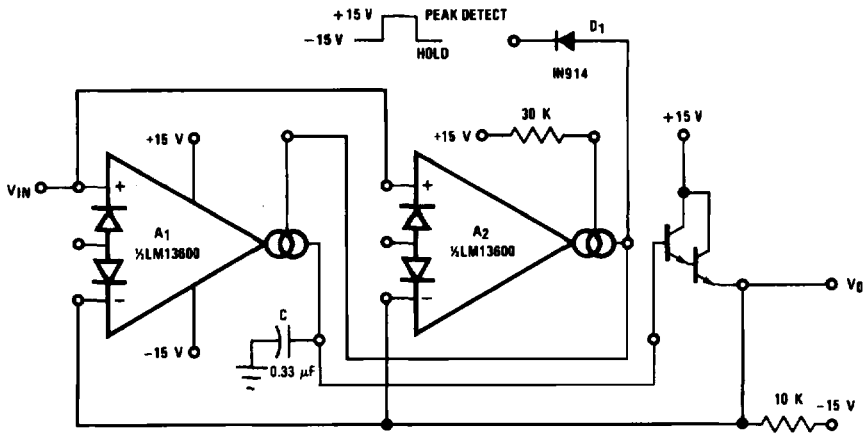 +15 V
PEAK DETECT
−15 V
HOLD
D1
IN914
30 K
+15 V
+15 V
+15 V
VIN
+
+
A1
½LM13600
A2
½LM13600
−
−
V0
C
0.33 μF
−15 V
10 K
−15 V